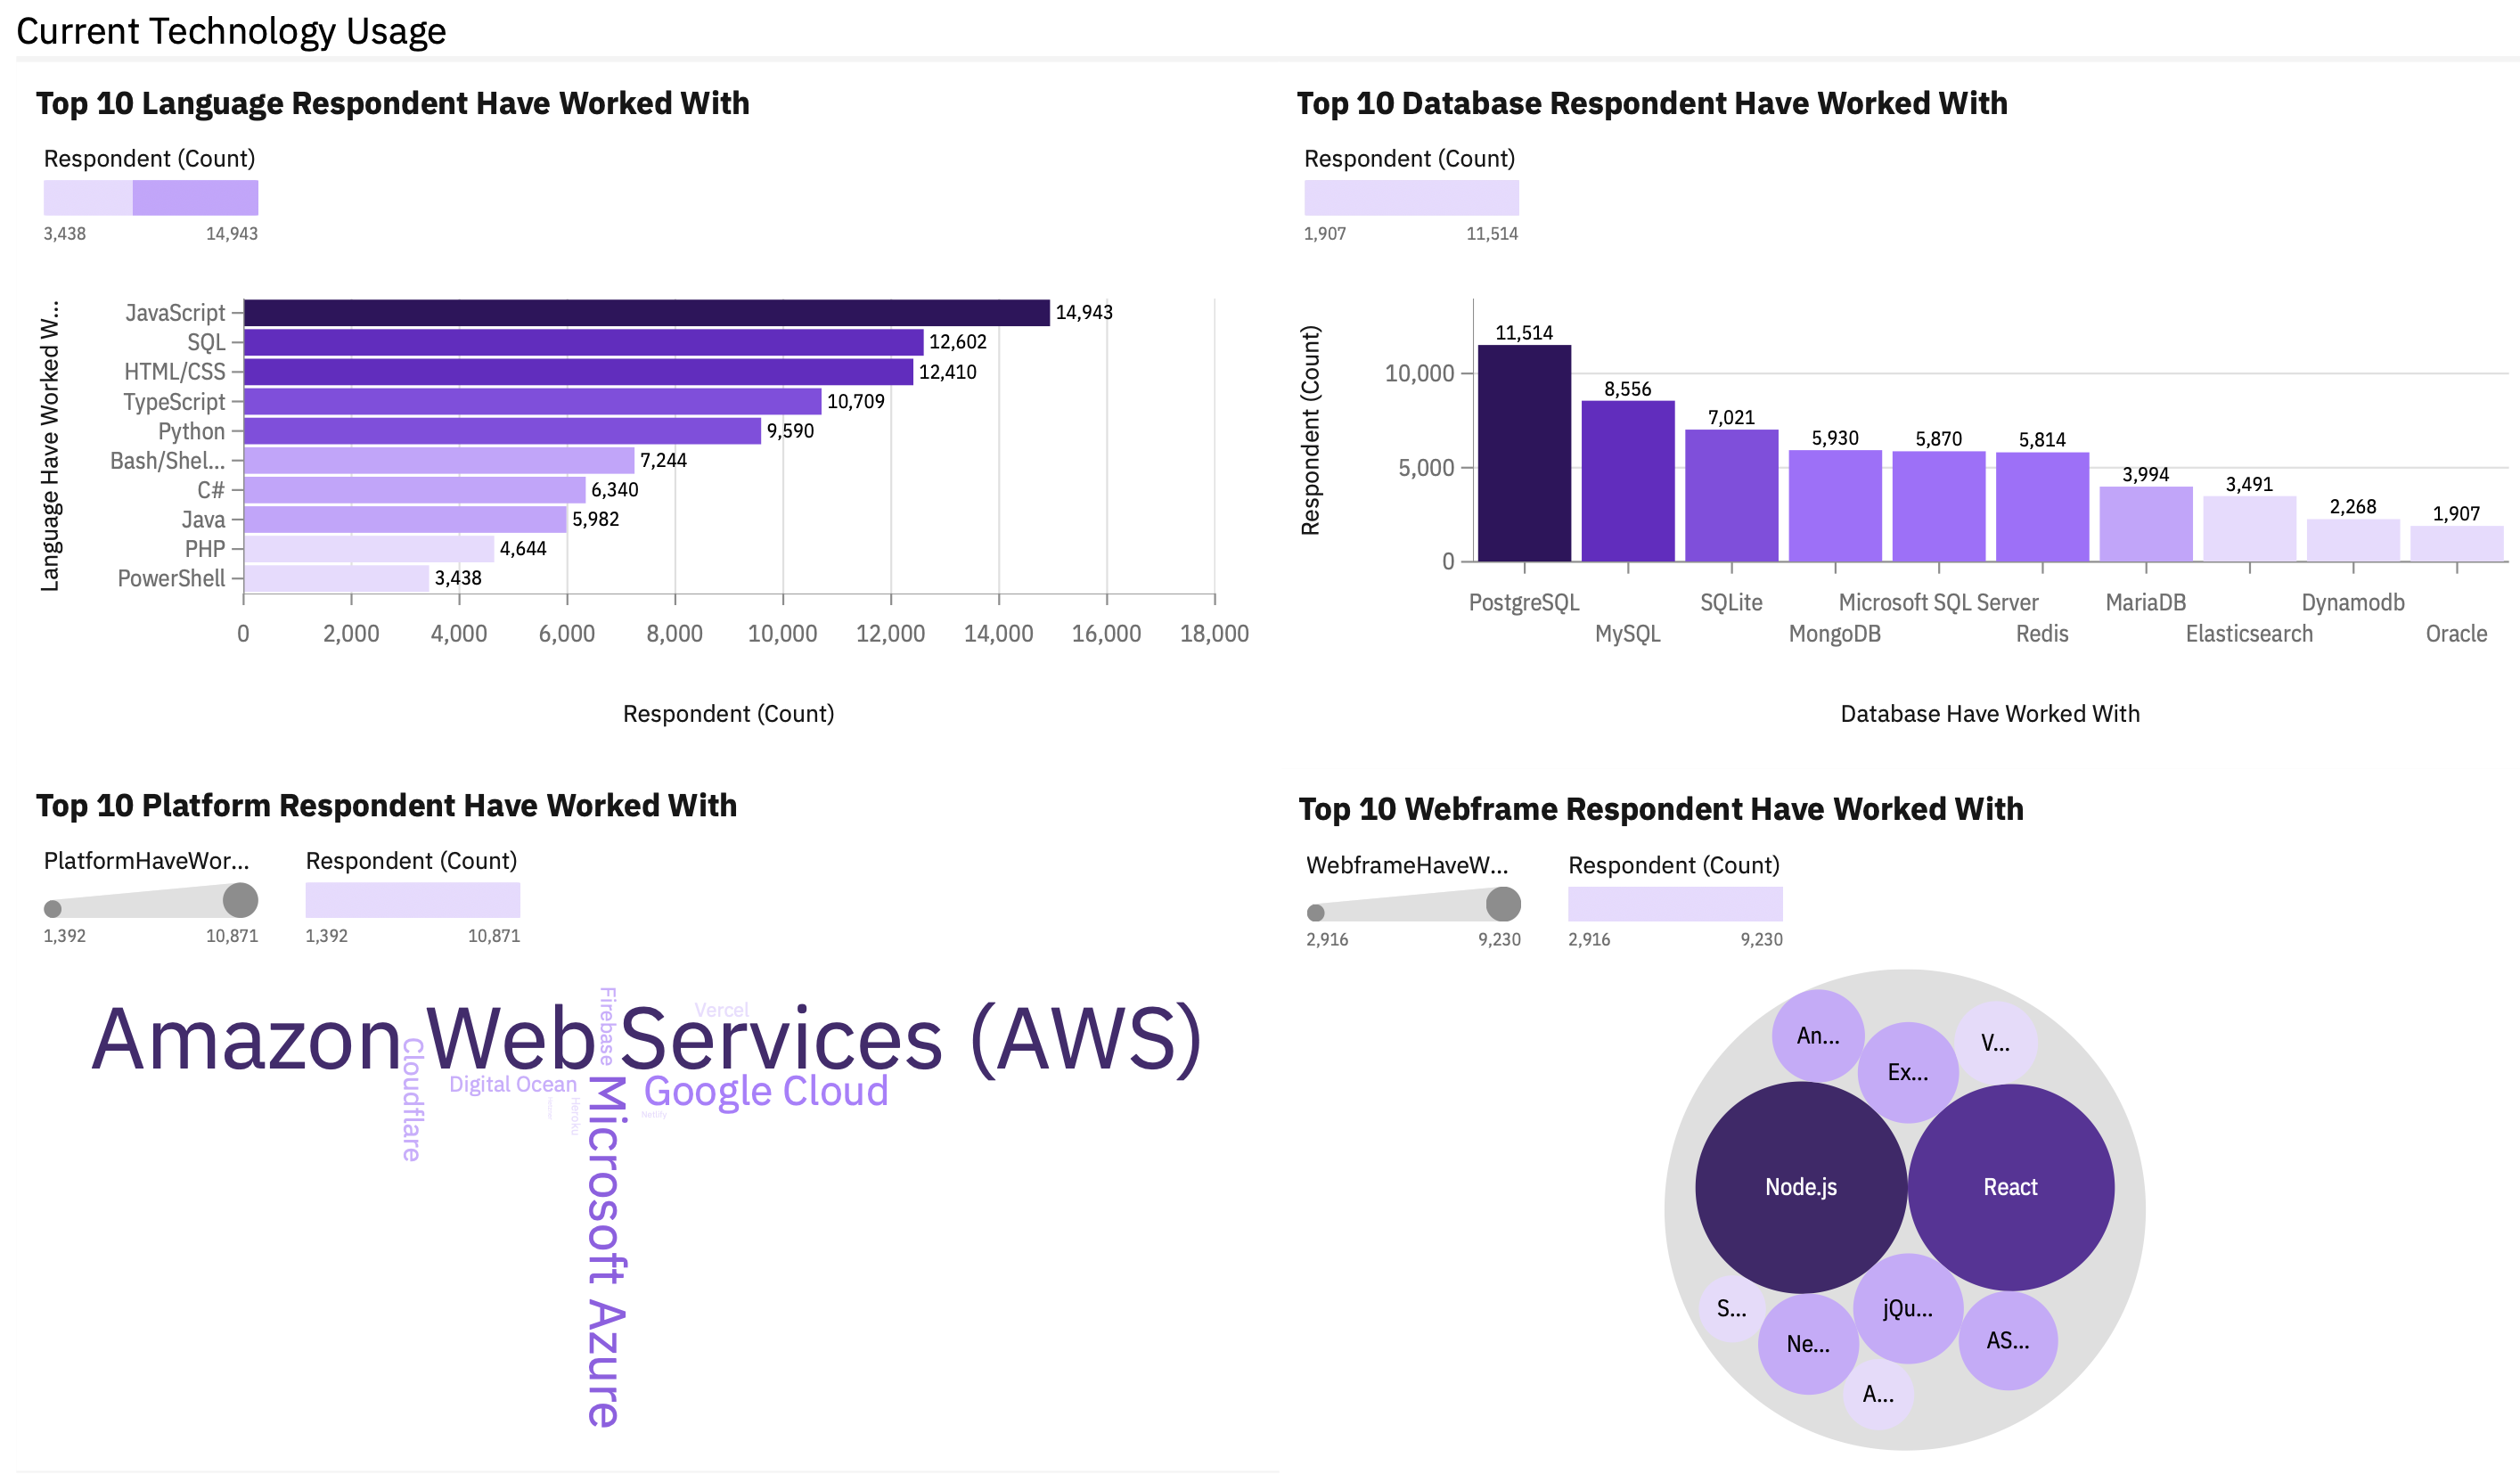 Current Technology Usage
Top 10 Language Respondent Have Worked With
Respondent (Count)
3,438 14,943
Language Have Worked W...
JavaScript 14,943
SQL 12,602
HTML/CSS 12,410
TypeScript 10,709
Python 9,590
Bash/Shel... 7,244
C# 6,340
Java 5,982
PHP 4,644
PowerShell 3,438
0 2,000 4,000 6,000 8,000 10,000 12,000 14,000 16,000 18,000
Respondent (Count)
Top 10 Database Respondent Have Worked With
Respondent (Count)
1,907 11,514
Respondent (Count)
10,000
5,000
0
11,514
8,556
7,021
5,930
5,870
5,814
3,994
3,491
2,268
1,907
PostgreSQL SQLite Microsoft SQL Server MariaDB Dynamodb
MySQL MongoDB Redis Elasticsearch Oracle
Database Have Worked With
Top 10 Platform Respondent Have Worked With
PlatformHaveWor... Respondent (Count)
1,392 10,871 1,392 10,871
Firebase
Vercel
Amazon Web Services (AWS)
Cloudflare
Digital Ocean
Google Cloud
Microsoft Azure
Heroku
Netlify
Top 10 Webframe Respondent Have Worked With
WebframeHaveW... Respondent (Count)
2,916 9,230 2,916 9,230
An...
V...
Ex...
Node.js
React
S...
jQu...
Ne...
AS...
A...